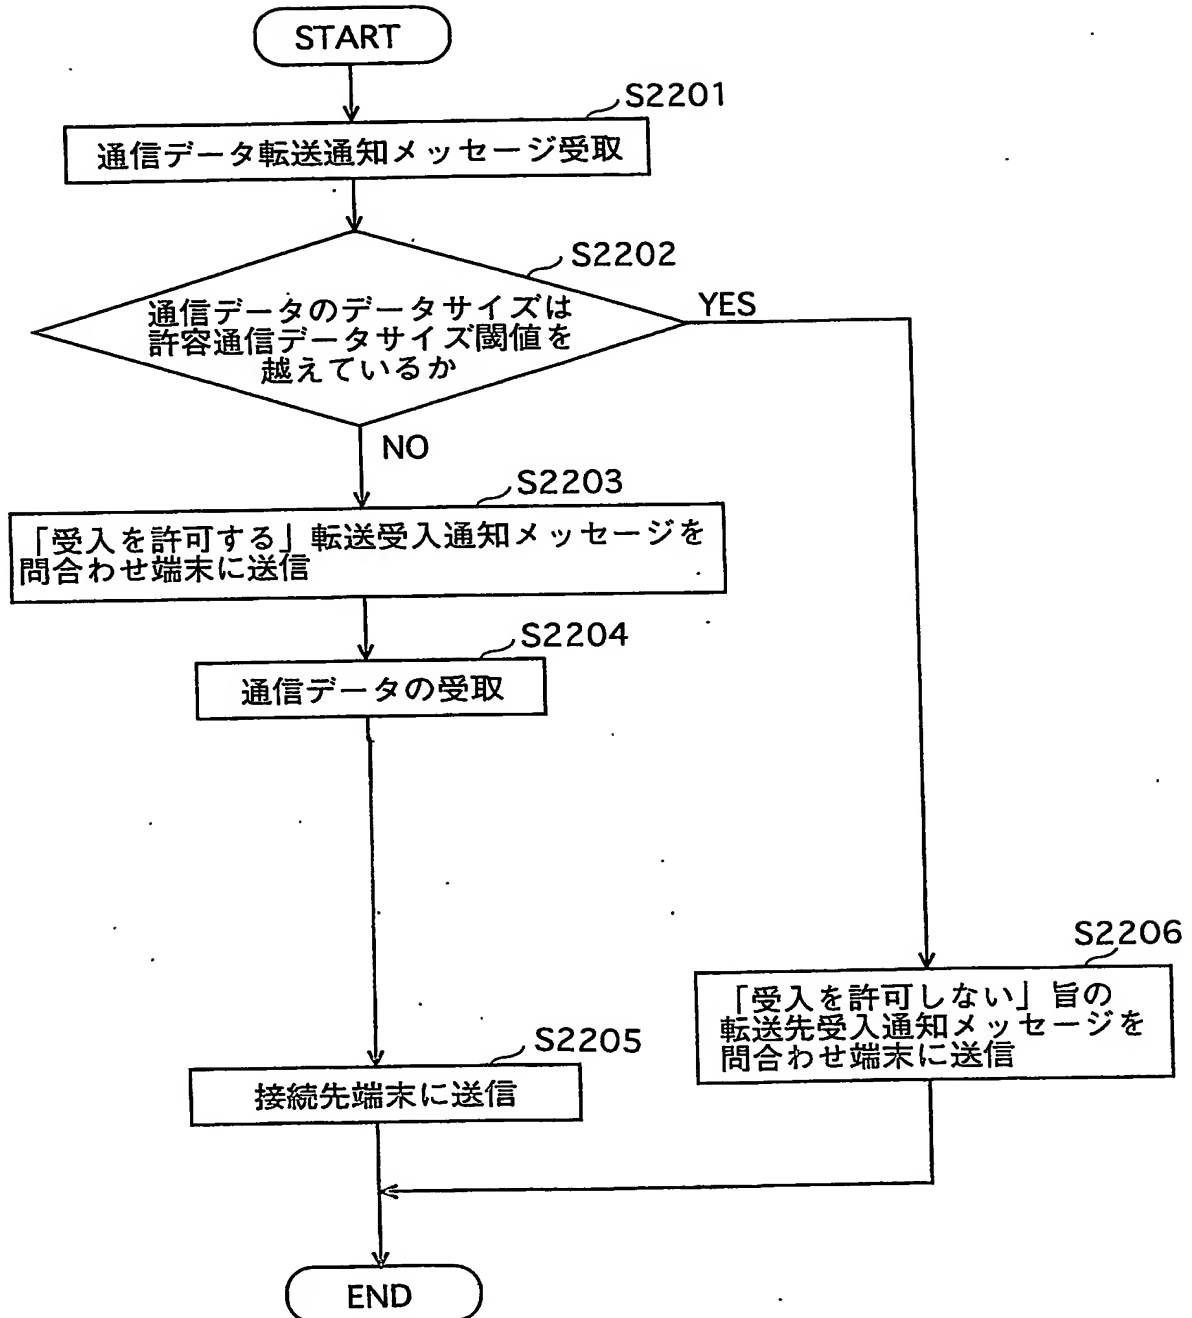 START
S2201
通信データ転送通知メッセージ受取
S2202
通信データのデータサイズは
許容通信データサイズ閾値を
越えているか
YES
NO
S2203
「受入を許可する」転送受入通知メッセージを
問合わせ端末に送信
S2204
通信データの受取
S2206
「受入を許可しない」旨の
転送先受入通知メッセージを
問合わせ端末に送信
S2205
接続先端末に送信
END